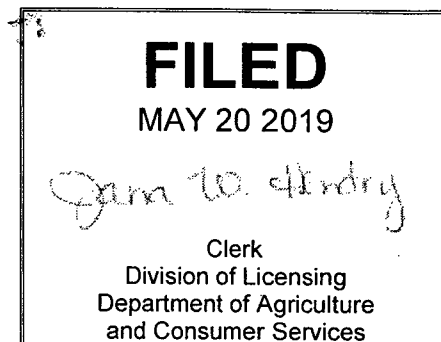 FILED
MAY 20 2019
W.
Clerk
Division of Licensing
Department of Agriculture
and Consumer Services